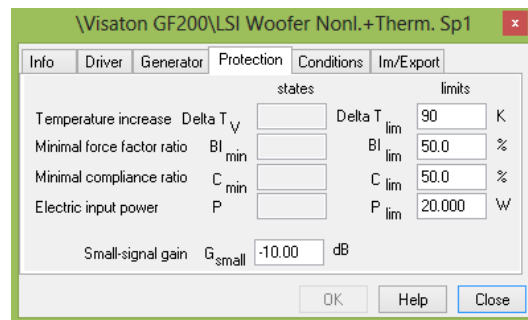 \Visaton GF200\LSI Woofer Nonl.+Therm. Sp1 x
Info Driver Generator Protection Conditions Im/Export
states limits
Temperature increase Delta T V Delta T lim 90 K
Minimal force factor ratio Bl min Bl lim 50.0 %
Minimal compliance ratio C min C lim 50.0 %
Electric input power P P lim 20.000 W
Small-signal gain G small -10.00 dB
OK Help Close